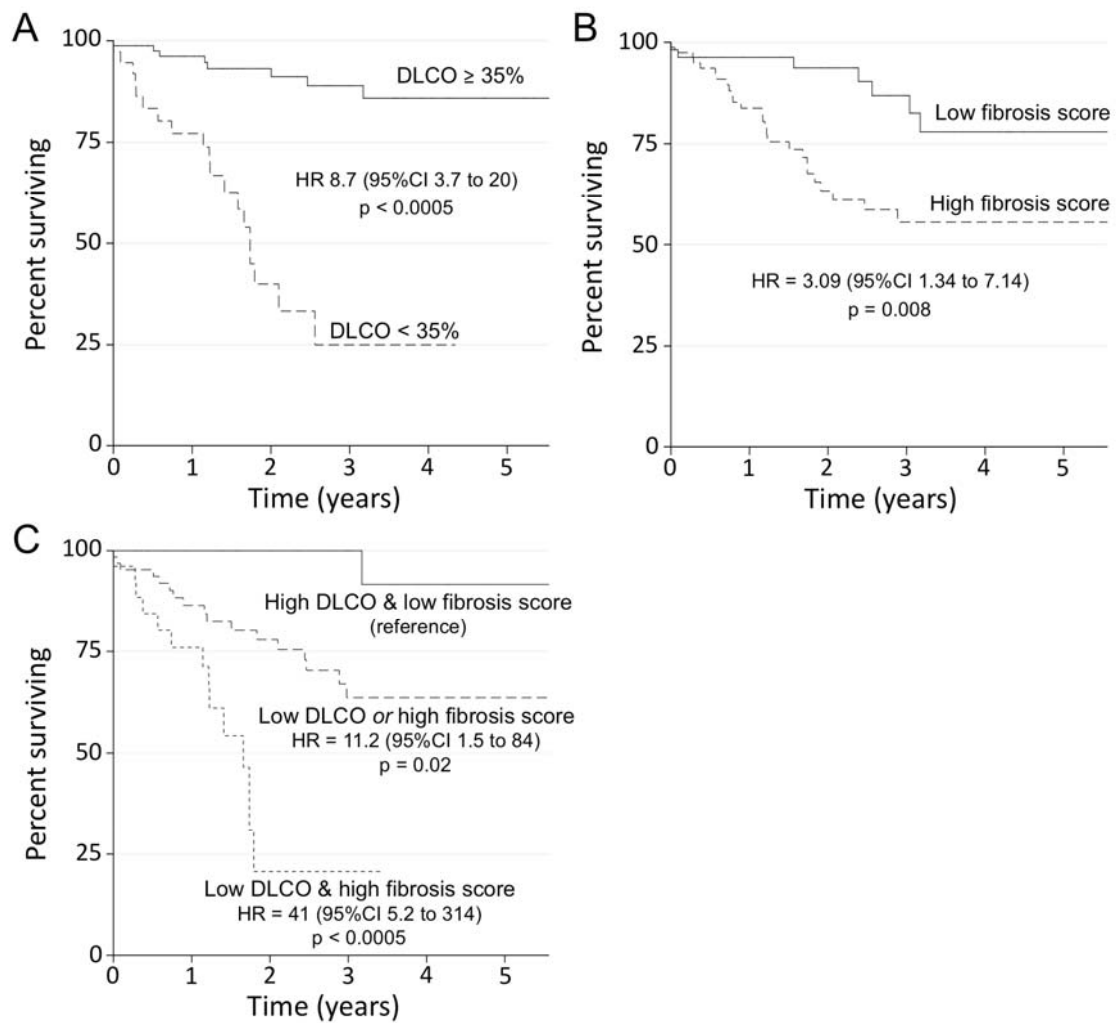 A
100
75
50
25
0
Percent surviving
DLCO ≥ 35%
HR 8.7 (95%CI 3.7 to 20)
p < 0.0005
DLCO < 35%
0 1 2 3 4 5
Time (years)
B
100
75
50
25
0
Percent surviving
Low fibrosis score
High fibrosis score
HR = 3.09 (95%CI 1.34 to 7.14)
p = 0.008
0 1 2 3 4 5
Time (years)
C
100
75
50
25
0
Percent surviving
High DLCO & low fibrosis score
(reference)
Low DLCO or high fibrosis score
HR = 11.2 (95%CI 1.5 to 84)
p = 0.02
Low DLCO & high fibrosis score
HR = 41 (95%CI 5.2 to 314)
p < 0.0005
0 1 2 3 4 5
Time (years)